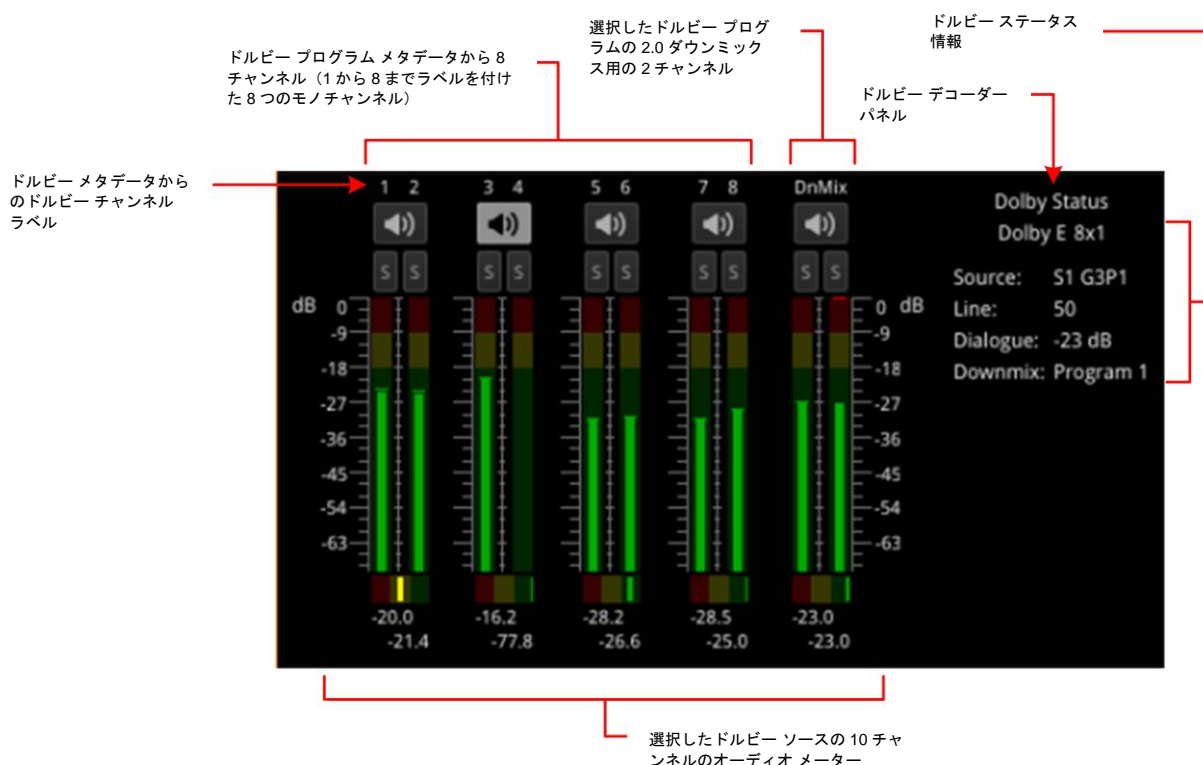 ドルビー プログラム メタデータから 8
チャンネル（1 から 8 までラベルを付け
た 8 つのモノチャンネル）
選択したドルビー プログ
ラムの 2.0 ダウンミック
ス用の 2 チャンネル
ドルビー ステータス
情報
ドルビー デコーダー
パネル
ドルビー メタデータから
のドルビー チャンネル
ラベル
1 2 3 4 5 6 7 8 DnMix
S S S S S S S S S S
dB 0 0 dB
-9 -9
-18 -18
-27 -27
-36 -36
-45 -45
-54 -54
-63 -63
-20.0 -16.2 -28.2 -28.5 -23.0
-21.4 -77.8 -26.6 -25.0 -23.0
Dolby Status
Dolby E 8x1
Source: S1 G3P1
Line: 50
Dialogue: -23 dB
Downmix: Program 1
選択したドルビー ソースの 10 チャ
ンネルのオーディオ メーター